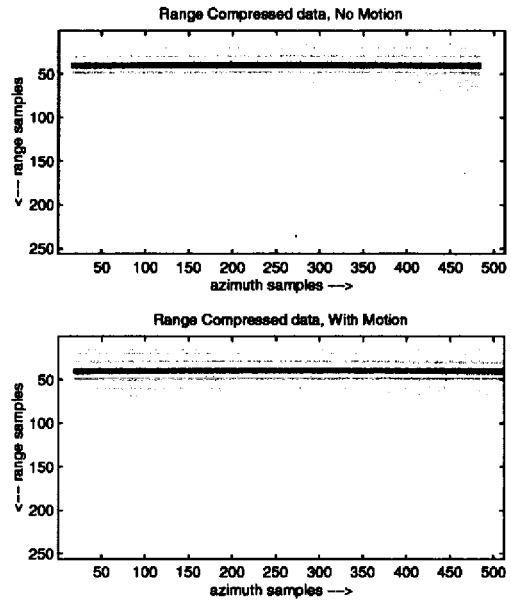 Range Compressed data, No Motion
<--- range samples
50
100
150
200
250
50 100 150 200 250 300 350 400 450 500
azimuth samples --->
Range Compressed data, With Motion
<--- range samples
50
100
150
200
250
50 100 150 200 250 300 350 400 450 500
azimuth samples --->